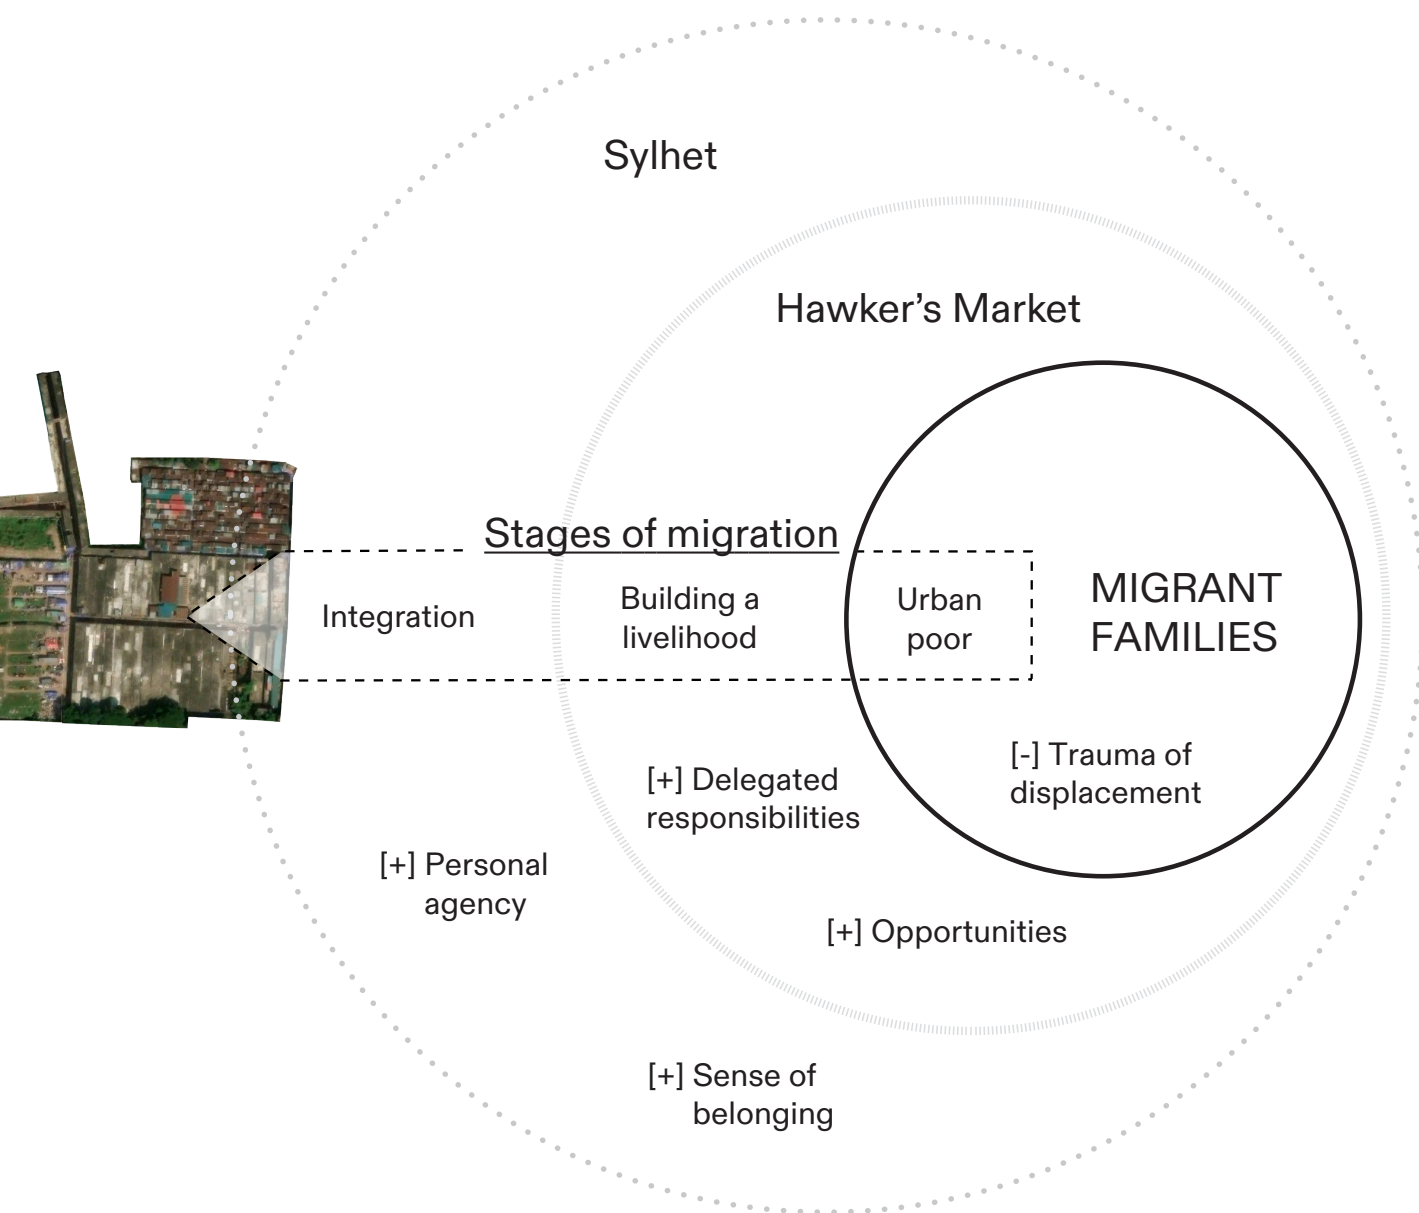 Sylhet
Hawker’s Market
Stages of migration
Integration
Building a
livelihood
Urban
poor
MIGRANT
FAMILIES
[-] Trauma of
displacement
[+] Delegated
responsibilities
[+] Personal
agency
[+] Opportunities
[+] Sense of
belonging